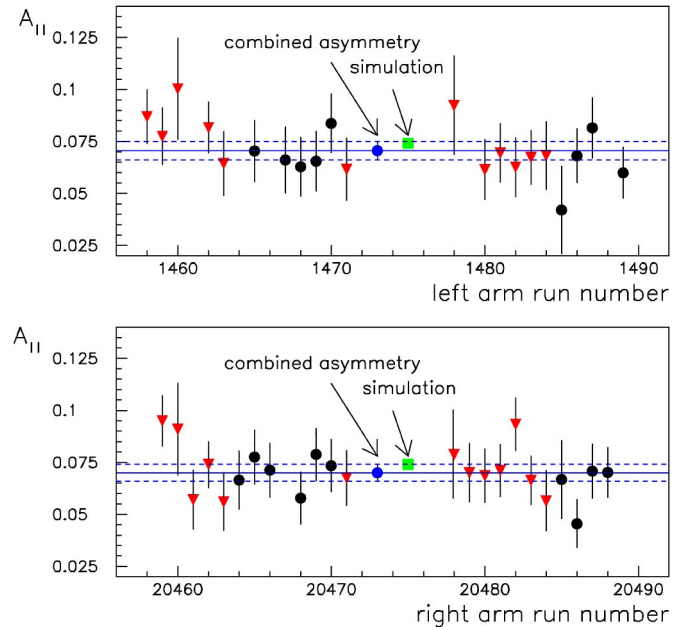 A||
0.125
combined asymmetry
simulation
0.1
0.075
0.05
0.025
1460 1470 1480 1490
left arm run number
A||
0.125
combined asymmetry
simulation
0.1
0.075
0.05
0.025
20460 20470 20480 20490
right arm run number